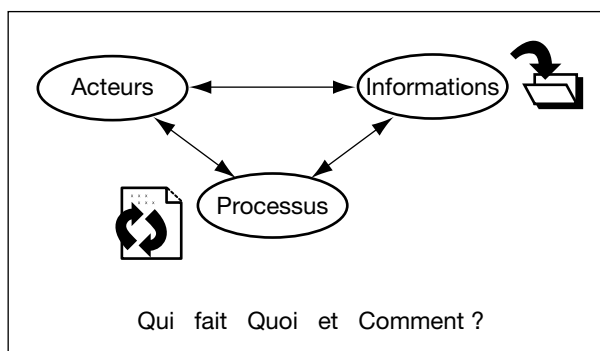 Acteurs
Informations
Processus
Qui fait Quoi et Comment ?